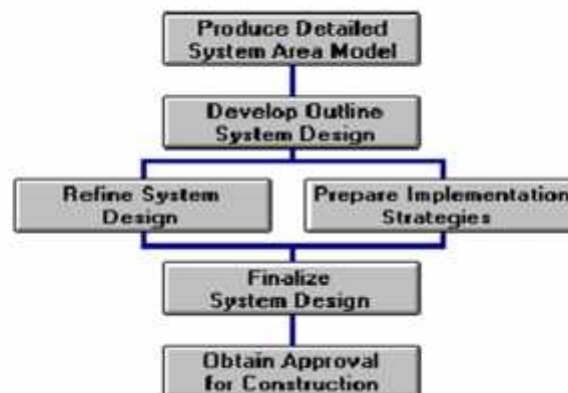 Produce Detailed
System Area Model
Develop Outline
System Design
Refine System
Design
Prepare Implementation
Strategies
Finalize
System Design
Obtain Approval
for Construction